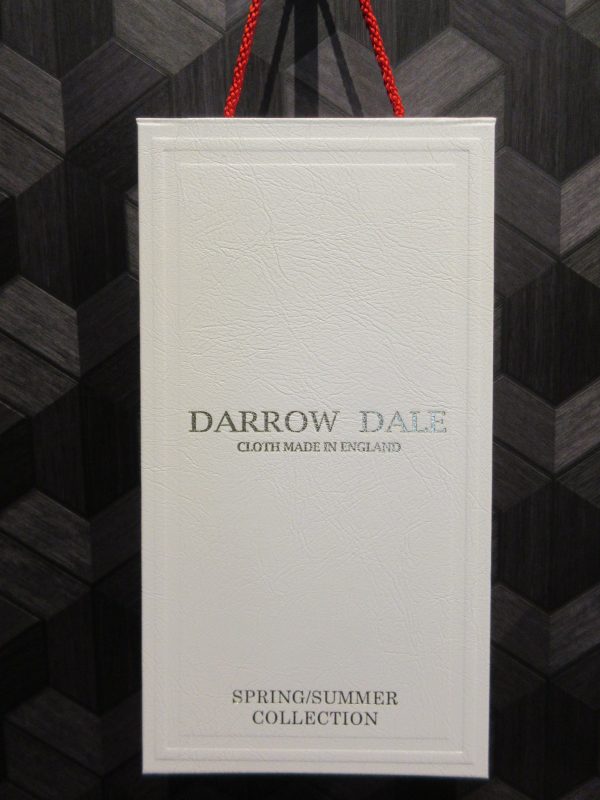 DARROW DALE
CLOTH MADE IN ENGLAND
SPRING/SUMMER
COLLECTION